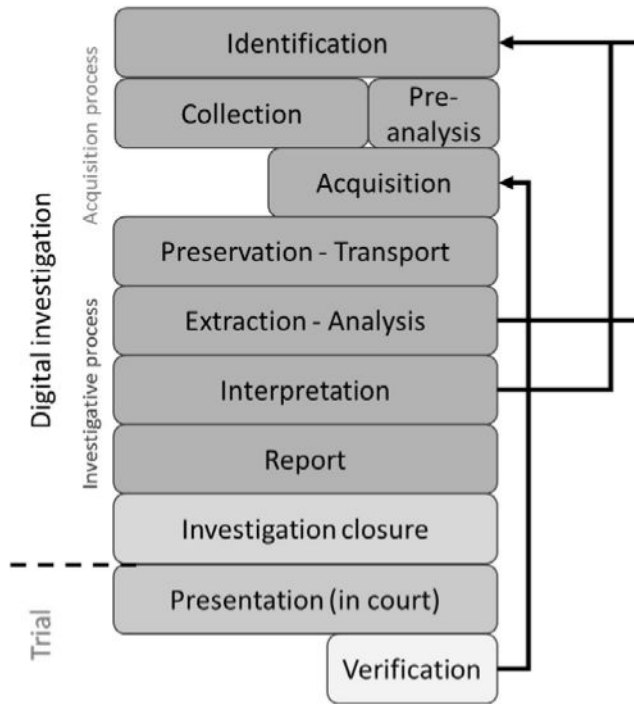 Identification
Collection
Pre-
analysis
Acquisition
Preservation - Transport
Extraction - Analysis
Interpretation
Report
Investigation closure
Presentation (in court)
Verification
Digital investigation
Acquisition process
Investigative process
Trial